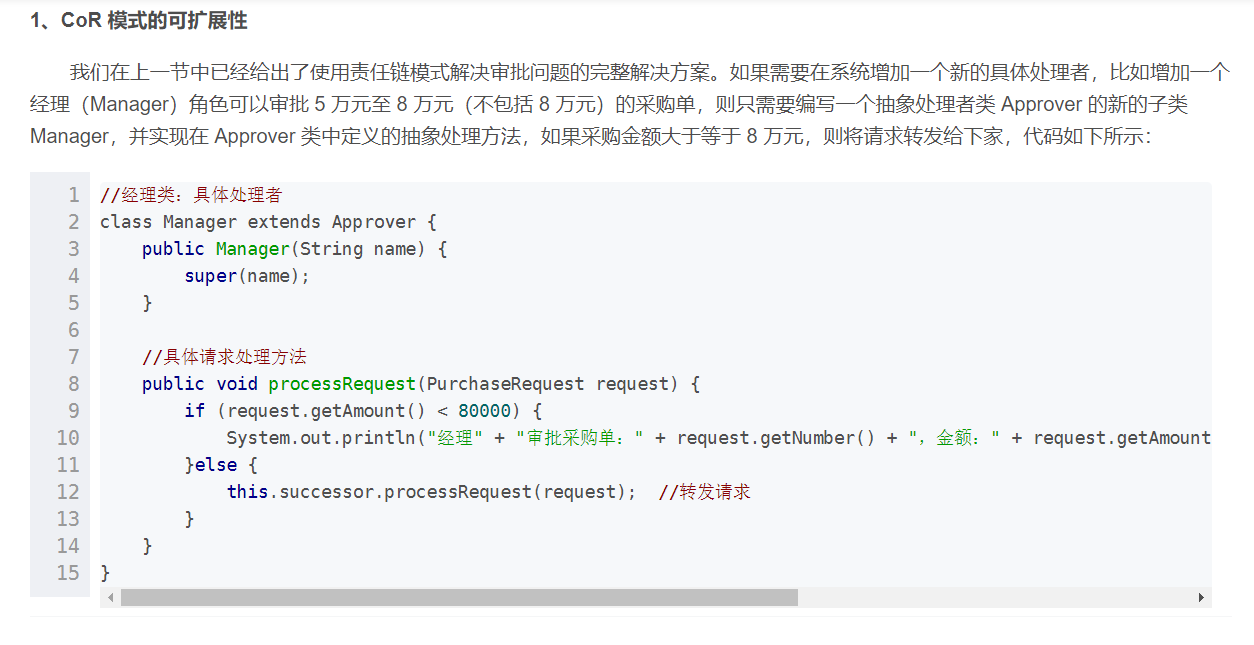 1、CoR 模式的可扩展性
我们在上一节中已经给出了使用责任链模式解决审批问题的完整解决方案。如果需要在系统增加一个新的具体处理者，比如增加一个
经理（Manager）角色可以审批 5 万元至 8 万元（不包括 8 万元）的采购单，则只需要编写一个抽象处理者类 Approver 的新的子类
Manager，并实现在 Approver 类中定义的抽象处理方法，如果采购金额大于等于 8 万元，则将请求转发给下家，代码如下所示：
1 //经理类：具体处理者
2 class Manager extends Approver {
3     public Manager(String name) {
4         super(name);
5     }
6
7     //具体请求处理方法
8     public void processRequest(PurchaseRequest request) {
9         if (request.getAmount() < 80000) {
10             System.out.println("经理" + "审批采购单：" + request.getNumber() + "，金额：" + request.getAmount
11         }else {
12             this.successor.processRequest(request);  //转发请求
13         }
14     }
15 }